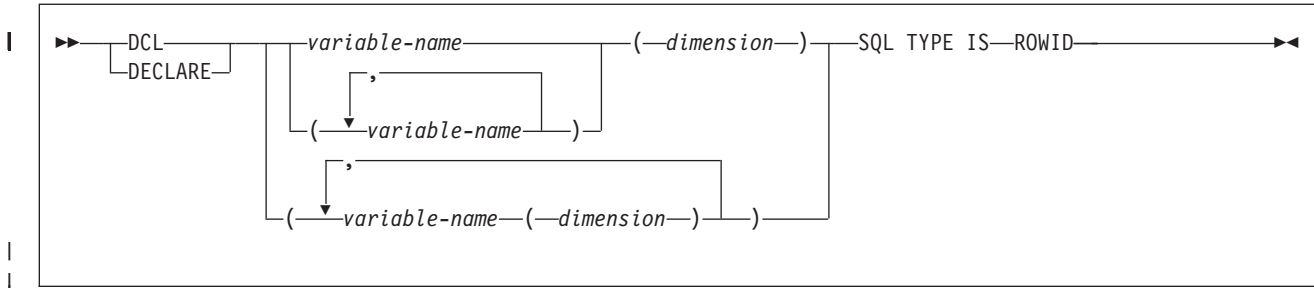 DCL variable-name ( dimension ) SQL TYPE IS ROWID
DECLARE ,
( variable-name )
,
( variable-name ( dimension ) )